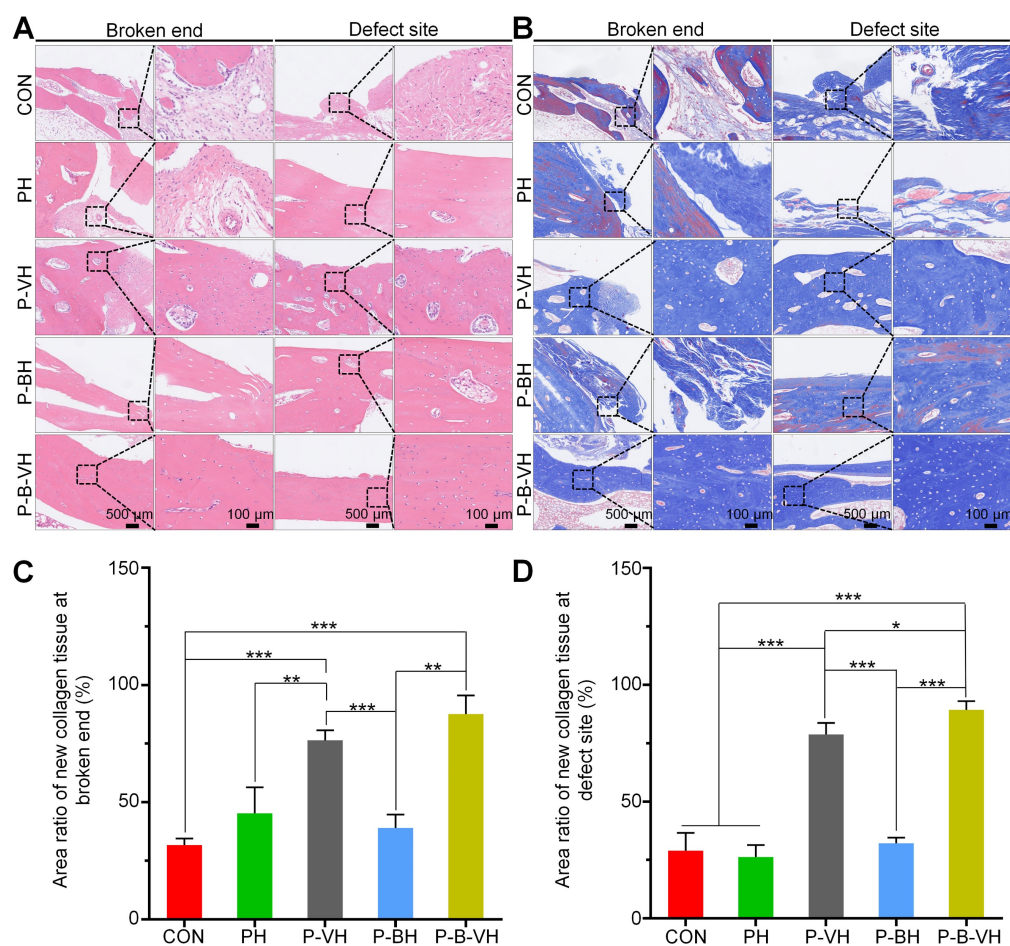 A
Broken end
Defect site
CON
PH
P-VH
P-BH
P-B-VH
500 μm
100 μm
500 μm
100 μm
B
Broken end
Defect site
CON
PH
P-VH
P-BH
P-B-VH
500 μm
100 μm
500 μm
100 μm
C
Area ratio of new collagen tissue at
broken end (%)
150
100
50
0
***
***
**
**
***
CON PH P-VH P-BH P-B-VH
D
Area ratio of new collagen tissue at
defect site (%)
150
100
50
0
***
*
***
***
***
CON PH P-VH P-BH P-B-VH